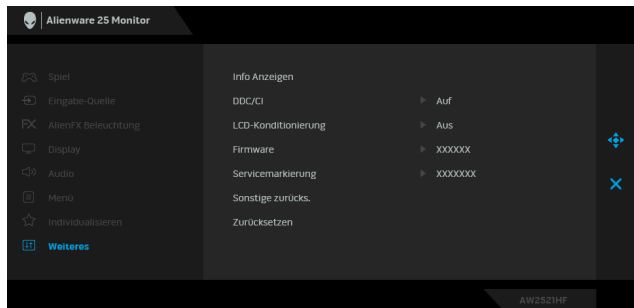 Alienware 25 Monitor
Spiel
Eingabe-Quelle
AlienFX Beleuchtung
Display
Audio
Menü
Individualisieren
Weiteres
Info Anzeigen
DDC/CI Auf
LCD-Konditionierung Aus
Firmware XXXXXX
Servicemarkierung XXXXXXX
Sonstige zurücks.
Zurücksetzen
AW2521HF